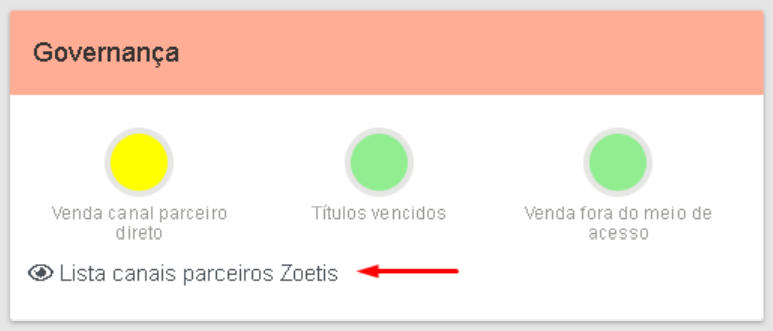 Governança
Venda canal parceiro
direto
Títulos vencidos
Venda fora do meio de
acesso
Lista canais parceiros Zoetis